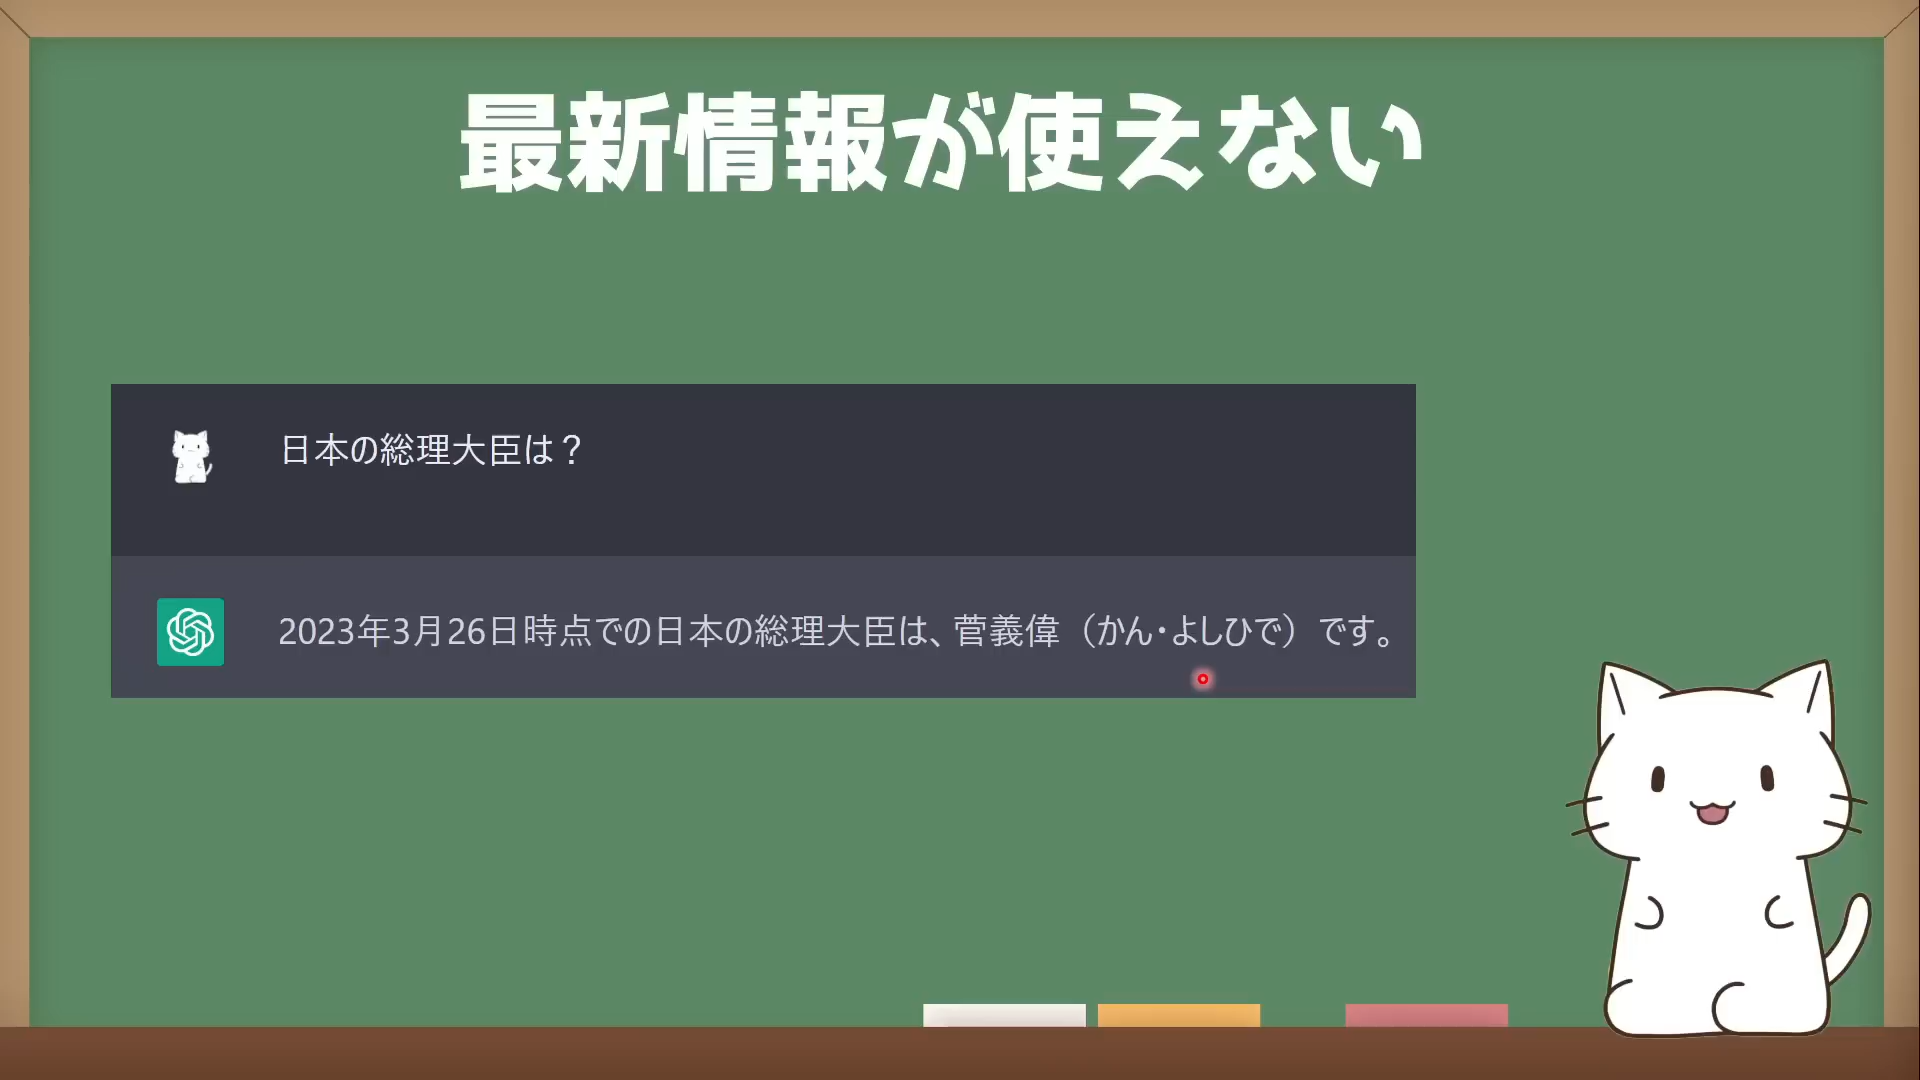 最新情報が使えない
日本の総理大臣は？
2023年3月26日時点での日本の総理大臣は、菅義偉（かん・よしひで）です。